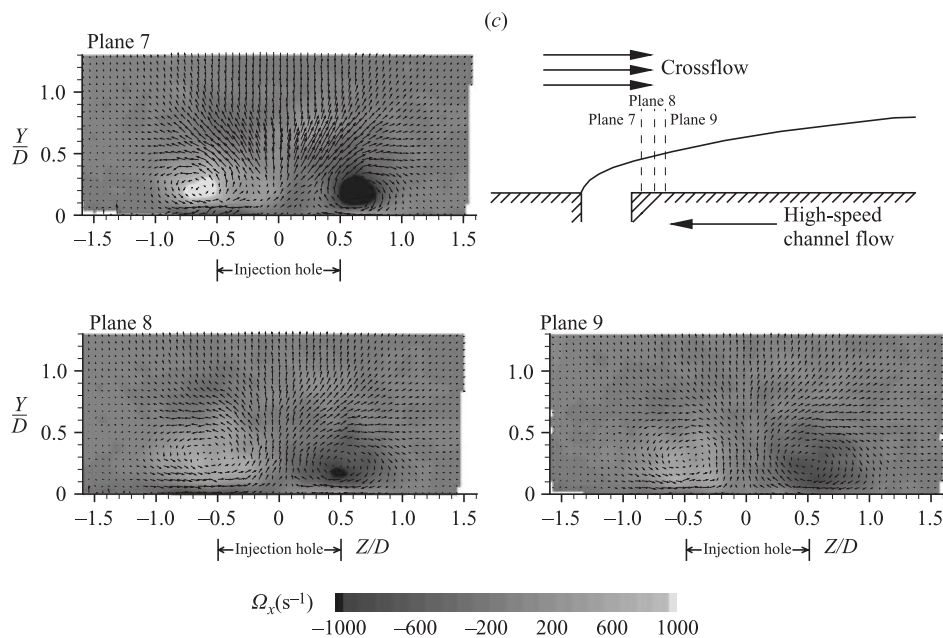 (c)
Plane 7
Y
D
1.0
0.5
0
–1.5 –1.0 –0.5 0 0.5 1.0 1.5
Injection hole
Crossflow
Plane 8
Plane 7
Plane 9
High-speed
channel flow
Plane 8
Y
D
1.0
0.5
0
–1.5 –1.0 –0.5 0 0.5 1.0 1.5
Injection hole Z/D
Plane 9
1.0
0.5
0
–1.5 –1.0 –0.5 0 0.5 1.0 1.5
Injection hole Z/D
Ωx(s⁻¹)
–1000 –600 –200 200 600 1000